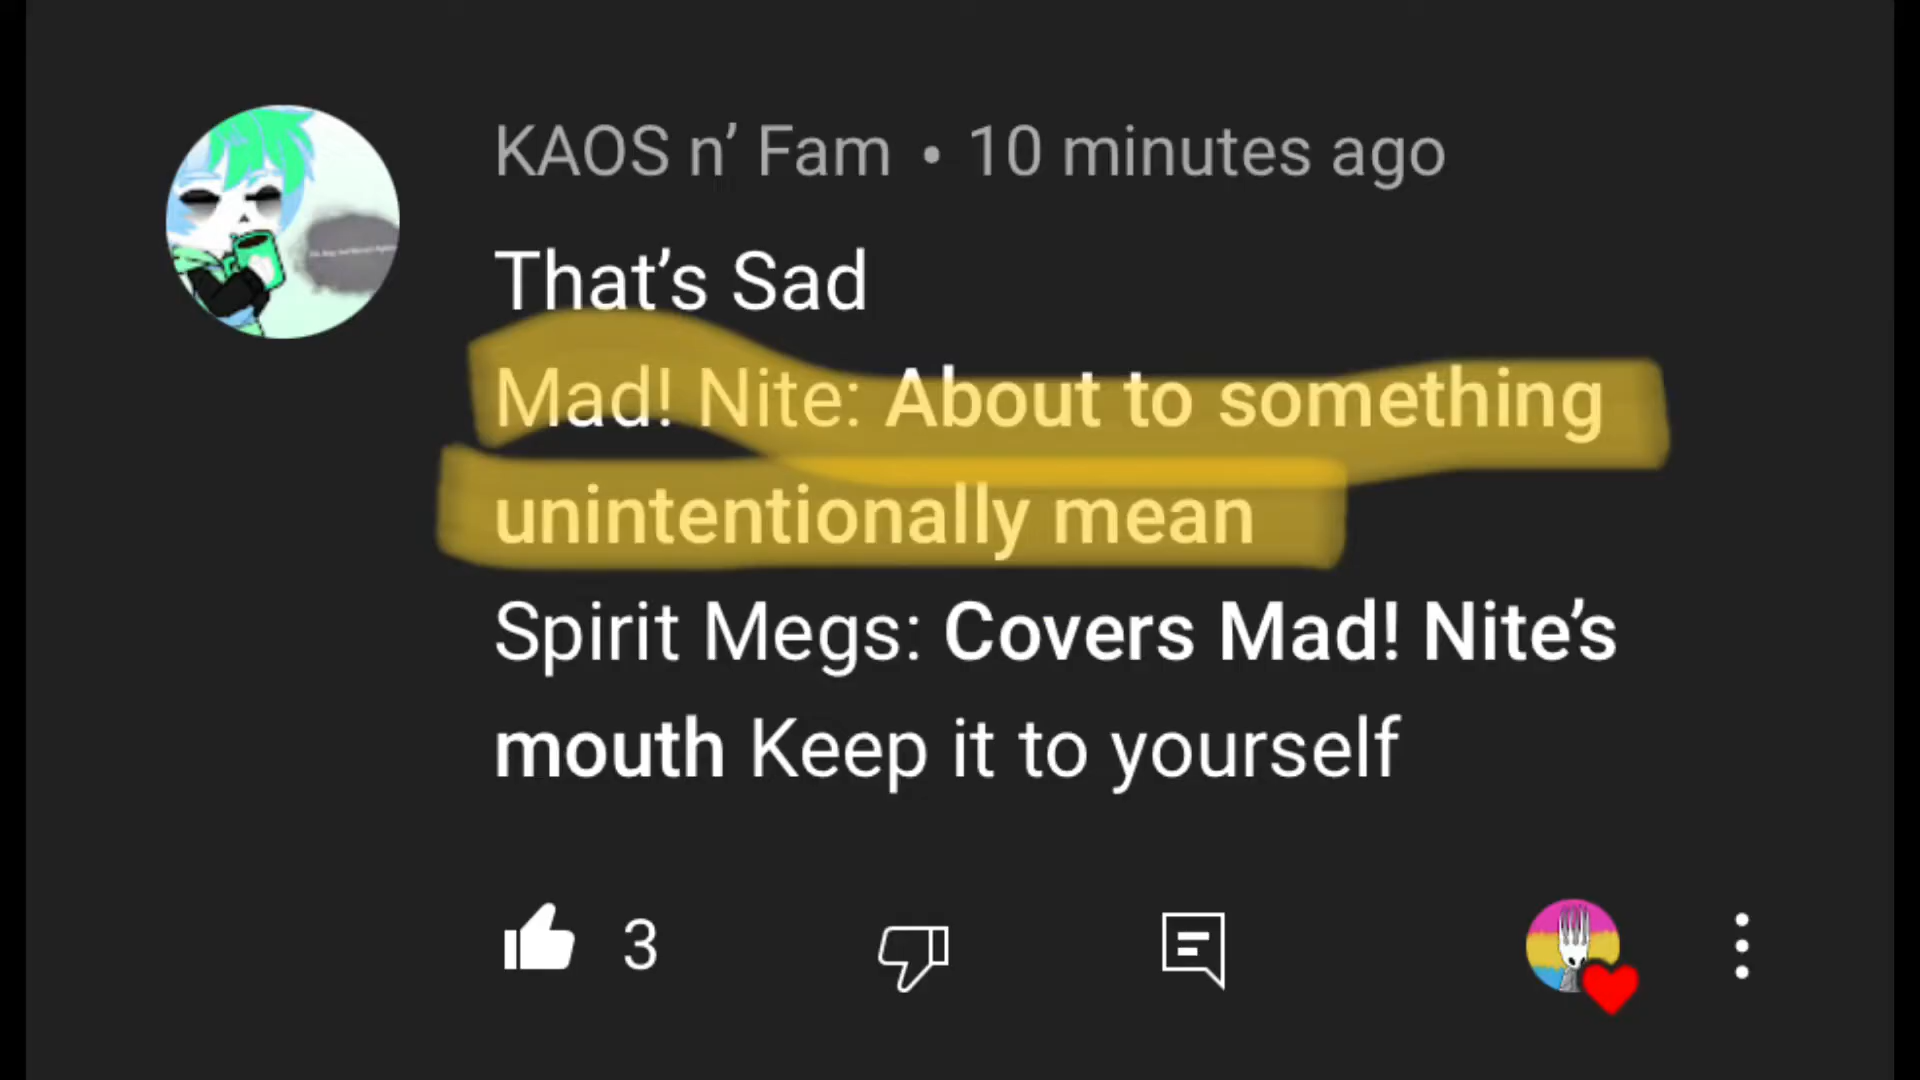 KAOS n’ Fam • 10 minutes ago
That’s Sad
Mad! Nite: About to something
unintentionally mean
Spirit Megs: Covers Mad! Nite’s
mouth Keep it to yourself
3